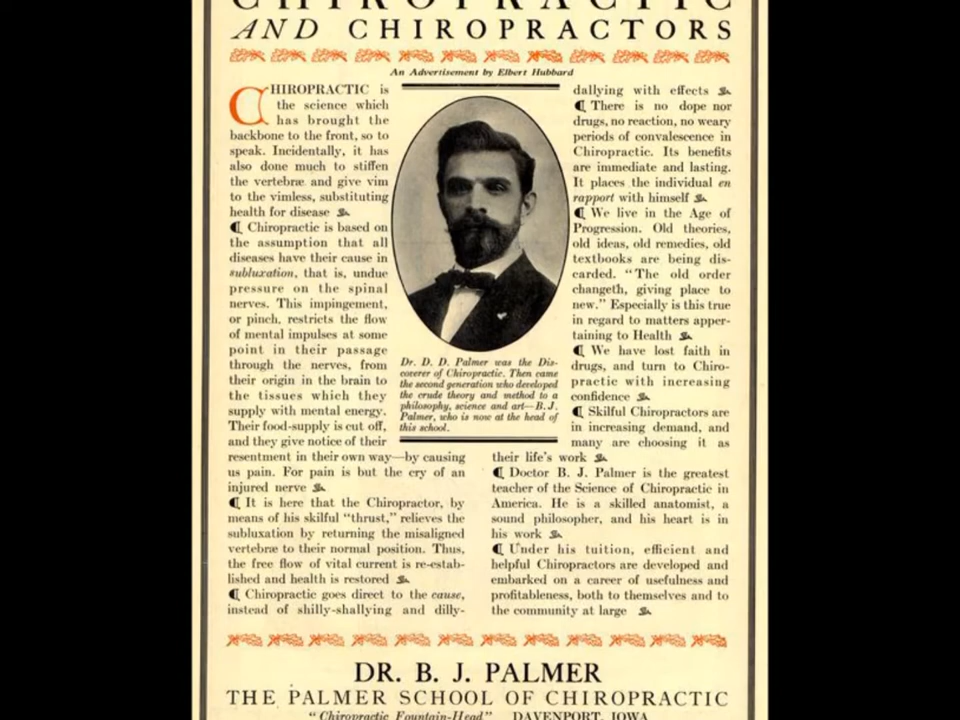 CHIROPRACTIC
AND CHIROPRACTORS
An Advertisement by Elbert Hubbard
CHIROPRACTIC is
the science which
has brought the
backbone to the front, so to
speak. Incidentally, it has
also done much to stiffen
the vertebræ and give vim
to the vimless, substituting
health for disease
¶ Chiropractic is based on
the assumption that all
diseases have their cause in
subluxation, that is, undue
pressure on the spinal
nerves. This impingement,
or pinch, restricts the flow
of mental impulses at some
point in their passage
through the nerves, from
their origin in the brain to
the tissues which they
supply with mental energy.
Their food-supply is cut off,
and they give notice of their
resentment in their own way—by causing
us pain. For pain is but the cry of an
injured nerve
¶ It is here that the Chiropractor, by
means of his skilful "thrust," relieves the
subluxation by returning the misaligned
vertebræ to their normal position. Thus,
the free flow of vital current is re-estab-
lished and health is restored
¶ Chiropractic goes direct to the cause,
instead of shilly-shallying and dilly-
Dr. D. D. Palmer was the Dis-
coverer of Chiropractic. Then came
the second generation who developed
the crude theory and method to a
philosophy, science and art—B. J.
Palmer, who is now at the head of
this school.
dallying with effects
¶ There is no dope nor
drugs, no reaction, no weary
periods of convalescence in
Chiropractic. Its benefits
are immediate and lasting.
It places the individual en
rapport with himself
¶ We live in the Age of
Progression. Old theories,
old ideas, old remedies, old
textbooks are being dis-
carded. "The old order
changeth, giving place to
new." Especially is this true
in regard to matters apper-
taining to Health
¶ We have lost faith in
drugs, and turn to Chiro-
practic with increasing
confidence
¶ Skilful Chiropractors are
in increasing demand, and
many are choosing it as
their life's work
¶ Doctor B. J. Palmer is the greatest
teacher of the Science of Chiropractic in
America. He is a skilled anatomist, a
sound philosopher, and his heart is in
his work
¶ Under his tuition, efficient and
helpful Chiropractors are developed and
embarked on a career of usefulness and
profitableness, both to themselves and to
the community at large
DR. B. J. PALMER
THE PALMER SCHOOL OF CHIROPRACTIC
"Chiropractic Fountain-Head" DAVENPORT, IOWA